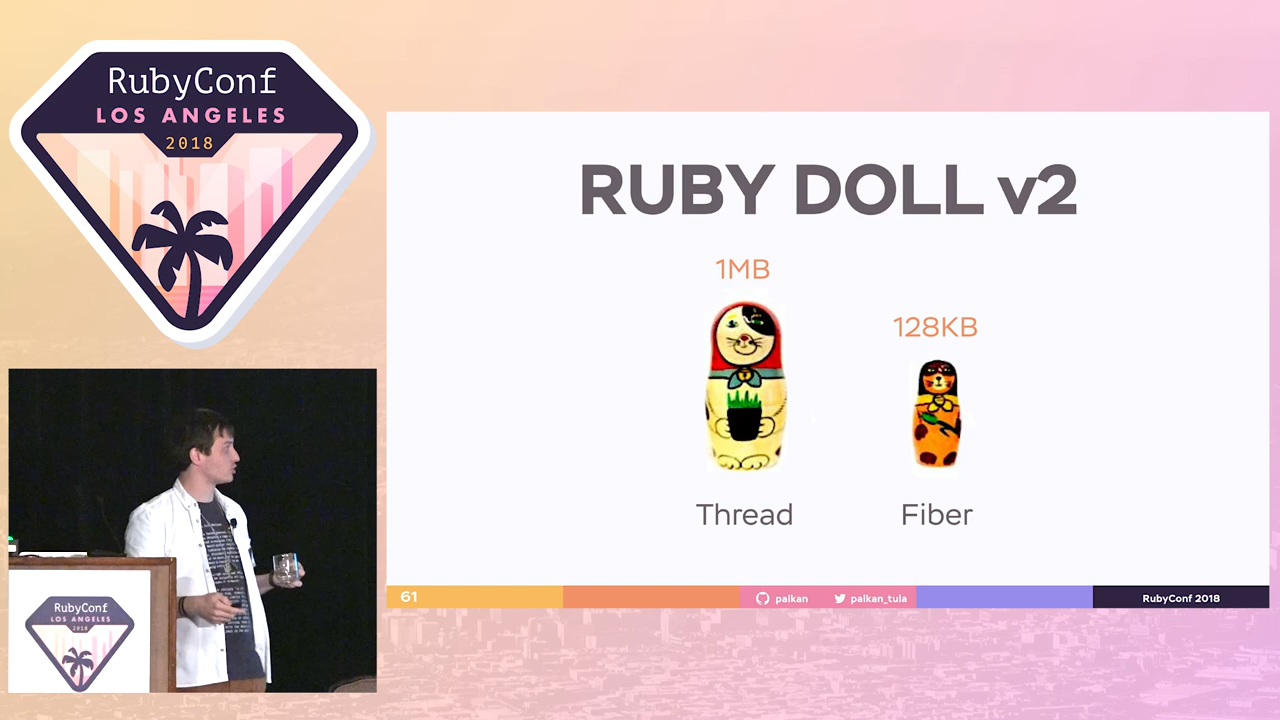 RubyConf
LOS ANGELES
2018
RUBY DOLL v2
1MB
128KB
Thread
Fiber
61
palkan
palkan_tula
RubyConf 2018
RubyConf
LOS ANGELES
2018